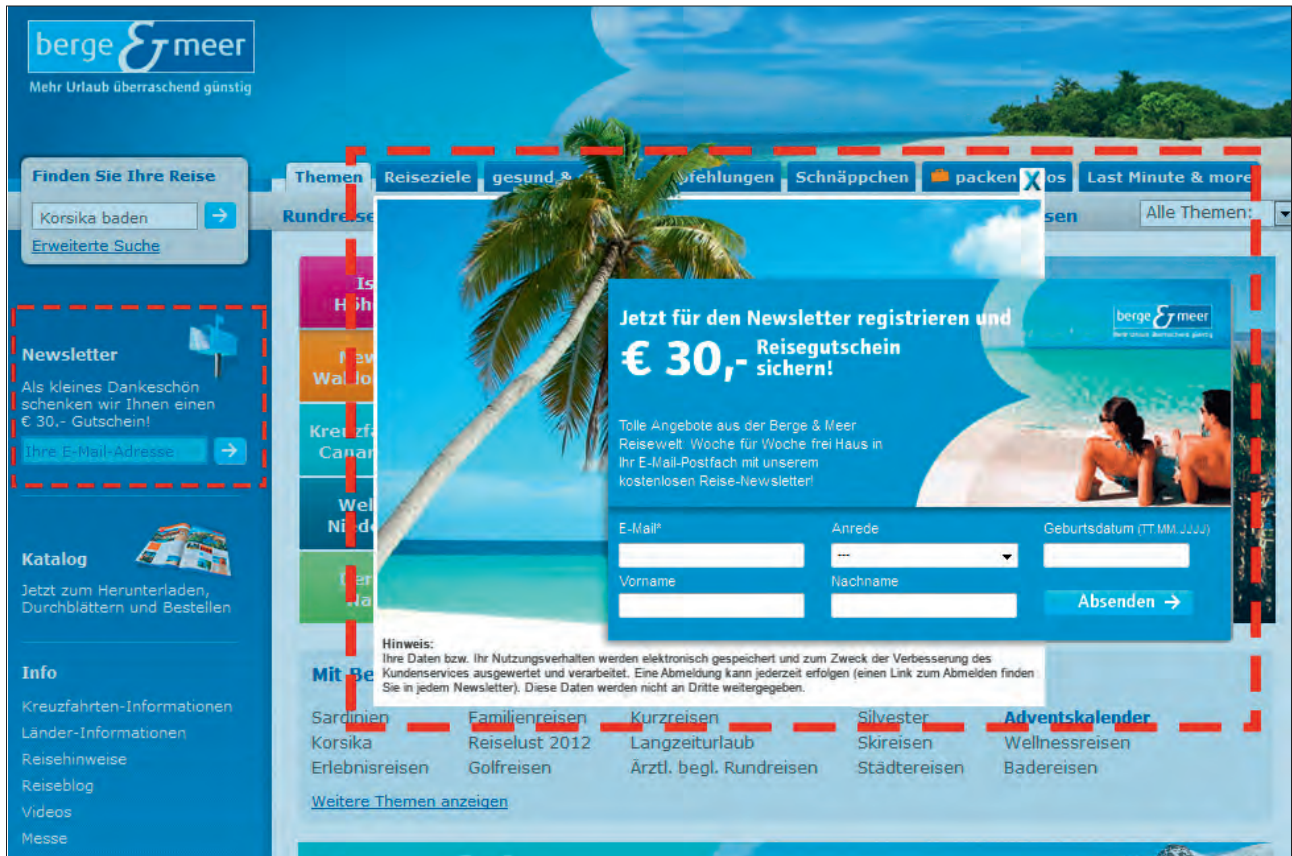 berge & meer
Mehr Urlaub überraschend günstig
Finden Sie Ihre Reise
Korsika baden
Erweiterte Suche
Themen
Reiseziele
gesund &
Schnäppchen
packen
Last Minute & more
Alle Themen:
Newsletter
Als kleines Dankeschön
schenken wir Ihnen einen
€ 30.- Gutschein!
Ihre E-Mail-Adresse
Katalog
Jetzt zum Herunterladen,
Durchblättern und Bestellen
Info
Kreuzfahrten-Informationen
Länder-Informationen
Reisehinweise
Reiseblog
Videos
Messe
X
Jetzt für den Newsletter registrieren und
€ 30,- Reisegutschein
sichern!
berge & meer
Mehr Urlaub überraschend günstig
Tolle Angebote aus der Berge & Meer
Reisewelt Woche für Woche frei Haus in
Ihr E-Mail-Postfach mit unserem
kostenlosen Reise-Newsletter!
E-Mail*
Anrede
Geburtsdatum (TT.MM.JJJJ)
---
Vorname
Nachname
Absenden
Hinweis:
Ihre Daten bzw. Ihr Nutzungsverhalten werden elektronisch gespeichert und zum Zweck der Verbesserung des
Kundenservices ausgewertet und verarbeitet. Eine Abmeldung kann jederzeit erfolgen (einen Link zum Abmelden finden
Sie in jedem Newsletter). Diese Daten werden nicht an Dritte weitergegeben.
Mit Be
Sardinien Familienreisen Kurzreisen Silvester Adventskalender
Korsika Reiselust 2012 Langzeiturlaub Skireisen Wellnessreisen
Erlebnisreisen Golfreisen Ärztl. begl. Rundreisen Städtereisen Badereisen
Weitere Themen anzeigen